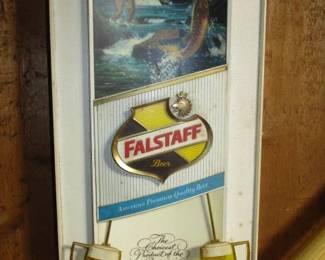 FALSTAFF
Beer
America's Premium Quality Beer
The
Choicest
Product of the